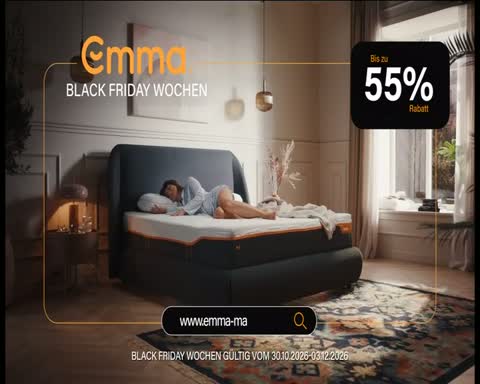 Emma
BLACK FRIDAY WOCHEN
Bis zu
55%
Rabatt
www.emma-ma
BLACK FRIDAY WOCHEN GÜLTIG VOM 30.10.2026-03.12.2026